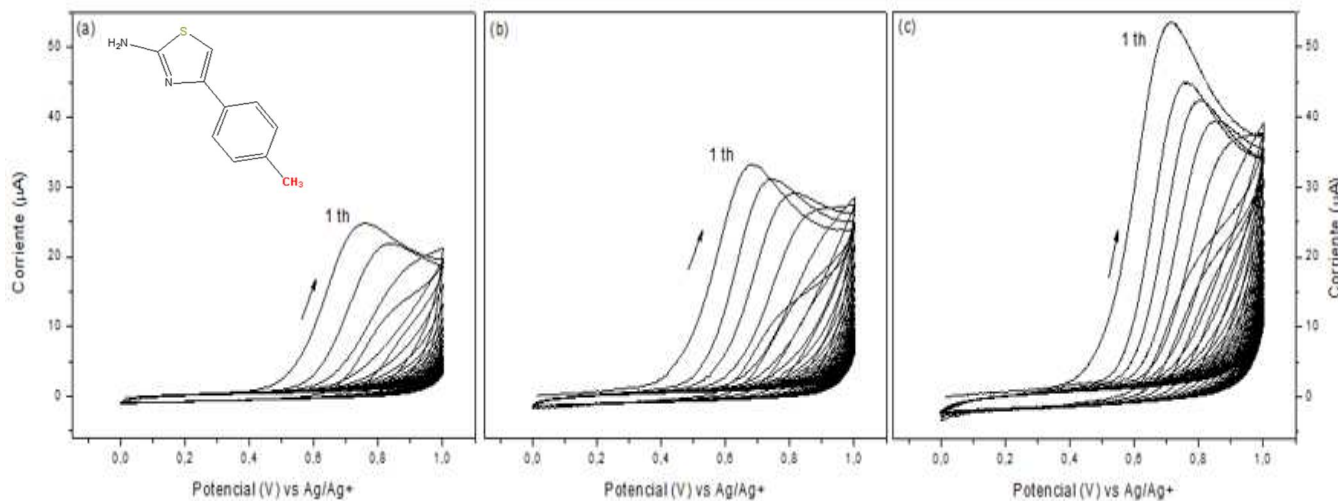 (a)
(b)
(c)
S
H₂N
N
CH₃
1 th
1 th
1 th
50
40
30
20
10
0
Corriente (µA)
50
40
30
20
10
0
Corriente (µA)
0,0 0,2 0,4 0,6 0,8 1,0
0,0 0,2 0,4 0,6 0,8 1,0
0,0 0,2 0,4 0,6 0,8 1,0
Potencial (V) vs Ag/Ag+
Potencial (V) vs Ag/Ag+
Potencial (V) vs Ag/Ag+